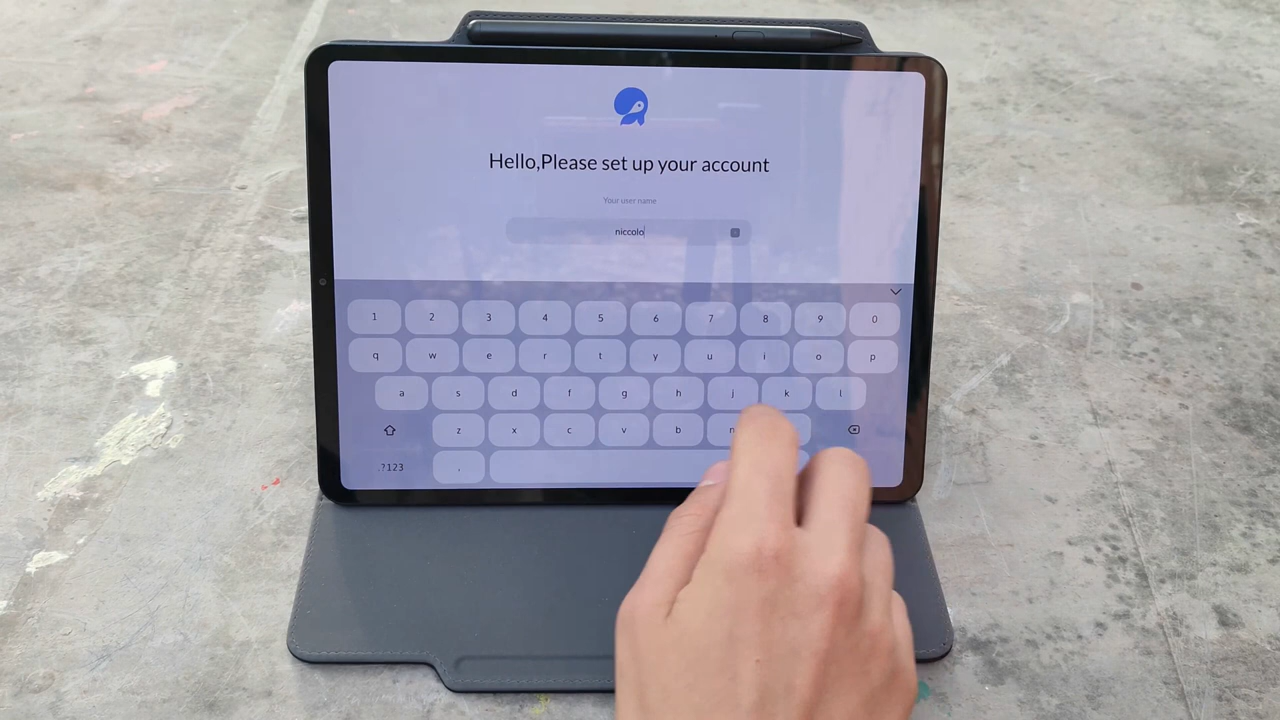 Hello,Please set up your account
Your user name
niccolo
1 2 3 4 5 6 7 8 9 0
q w e r t y u i o p
a s d f g h j k l
z x c v b n
.?123 .